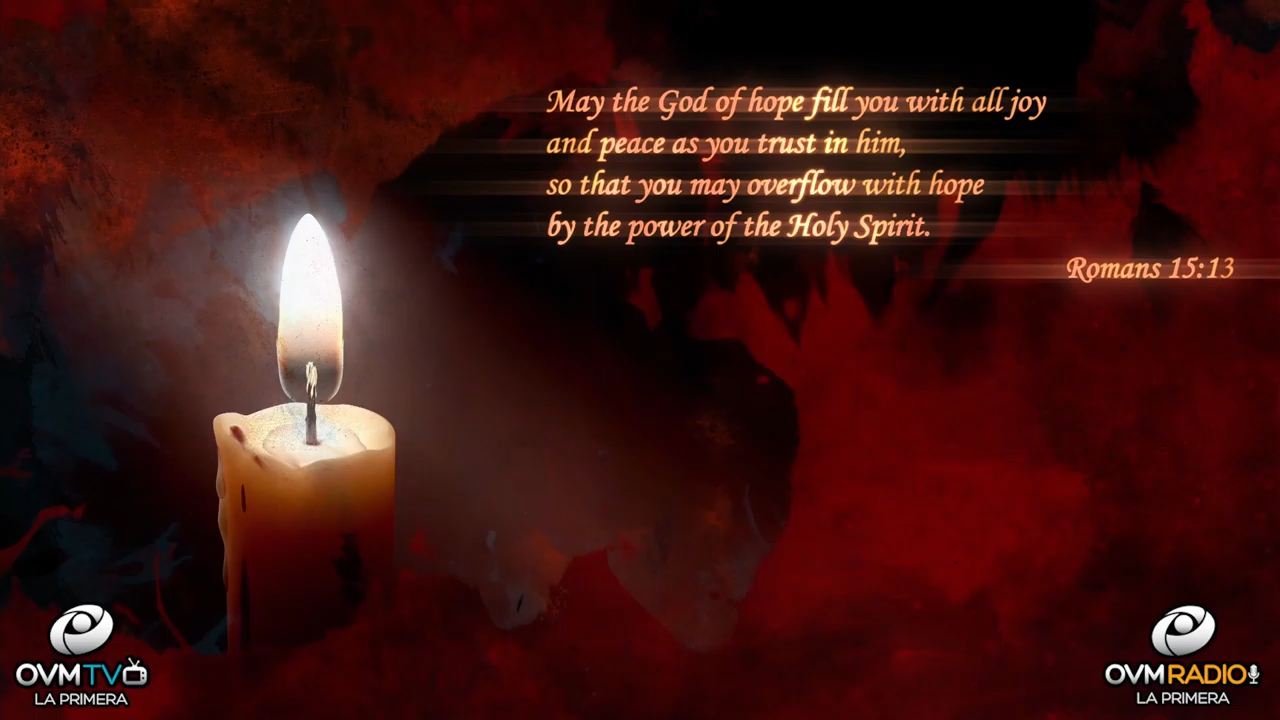 May the God of hope fill you with all joy
and peace as you trust in him,
so that you may overflow with hope
by the power of the Holy Spirit.
Romans 15:13
OVMTV
LA PRIMERA
OVMRADIO
LA PRIMERA